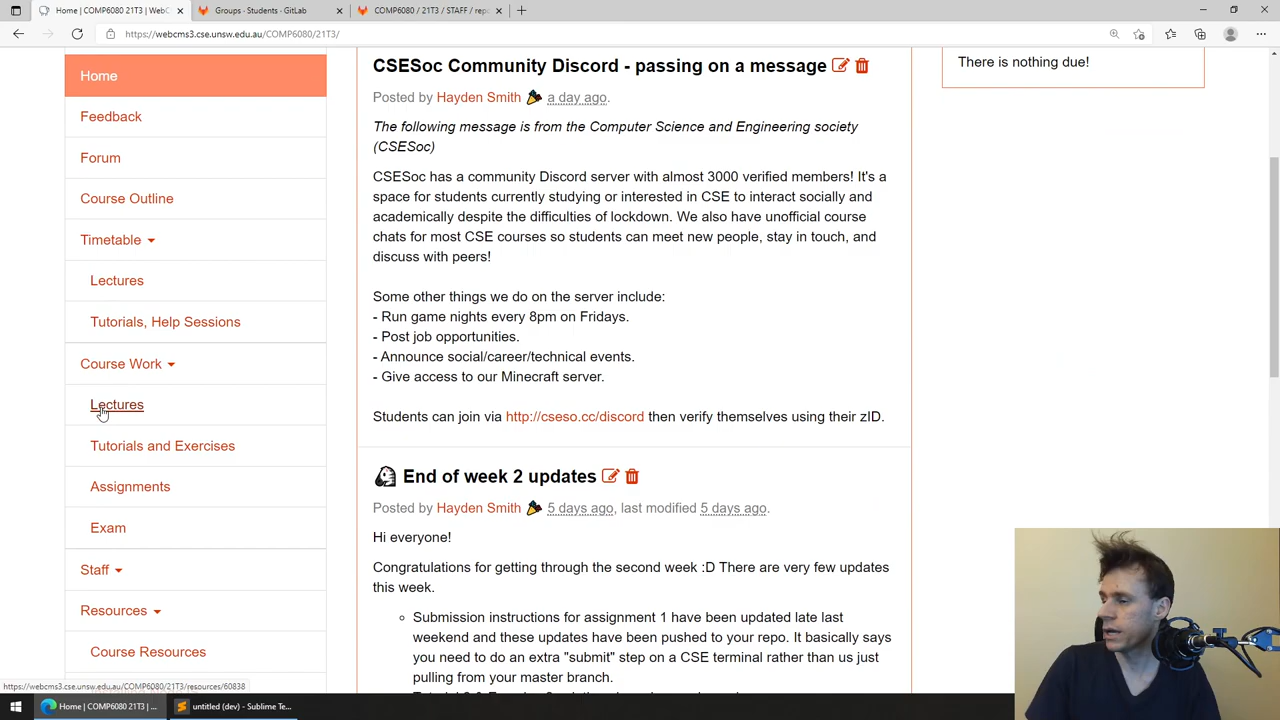 Home | COMP6080 21T3 | WebC
Groups - Students - GitLab
COMP6080 / 21T3 / STAFF / repo
https://webcms3.cse.unsw.edu.au/COMP6080/21T3/
Home
Feedback
Forum
Course Outline
Timetable
Lectures
Tutorials, Help Sessions
Course Work
Lectures
Tutorials and Exercises
Assignments
Exam
Staff
Resources
Course Resources
CSESoc Community Discord - passing on a message
Posted by Hayden Smith a day ago.
The following message is from the Computer Science and Engineering society
(CSESoc)
CSESoc has a community Discord server with almost 3000 verified members! It's a
space for students currently studying or interested in CSE to interact socially and
academically despite the difficulties of lockdown. We also have unofficial course
chats for most CSE courses so students can meet new people, stay in touch, and
discuss with peers!
Some other things we do on the server include:
- Run game nights every 8pm on Fridays.
- Post job opportunities.
- Announce social/career/technical events.
- Give access to our Minecraft server.
Students can join via http://cseso.cc/discord then verify themselves using their zID.
End of week 2 updates
Posted by Hayden Smith 5 days ago, last modified 5 days ago.
Hi everyone!
Congratulations for getting through the second week :D There are very few updates
this week.
Submission instructions for assignment 1 have been updated late last
weekend and these updates have been pushed to your repo. It basically says
you need to do an extra "submit" step on a CSE terminal rather than us just
pulling from your master branch.
There is nothing due!
https://webcms3.cse.unsw.edu.au/COMP6080/21T3/resources/60838
Home | COMP6080 21T3 | ...
untitled (dev) - Sublime Te...